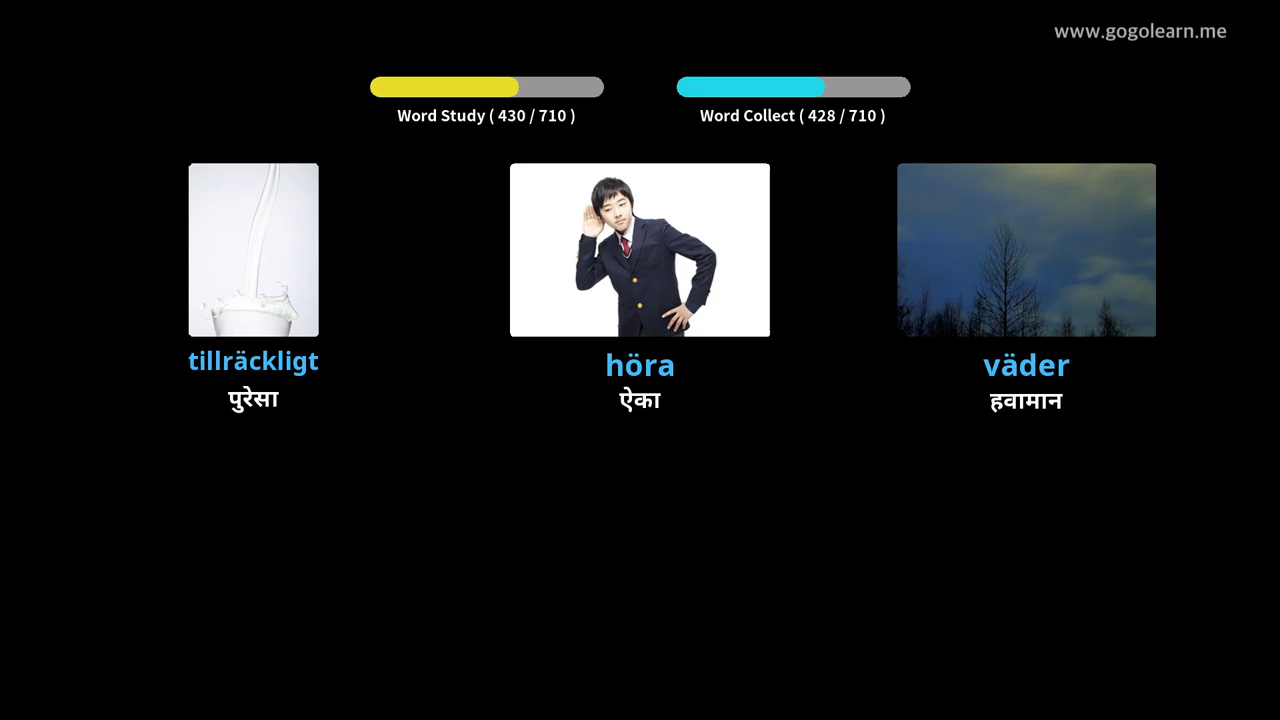 www.gogolearn.me
Word Study ( 430 / 710 )
Word Collect ( 428 / 710 )
tillräckligt
पुरेसा
höra
ऐका
väder
हवामान